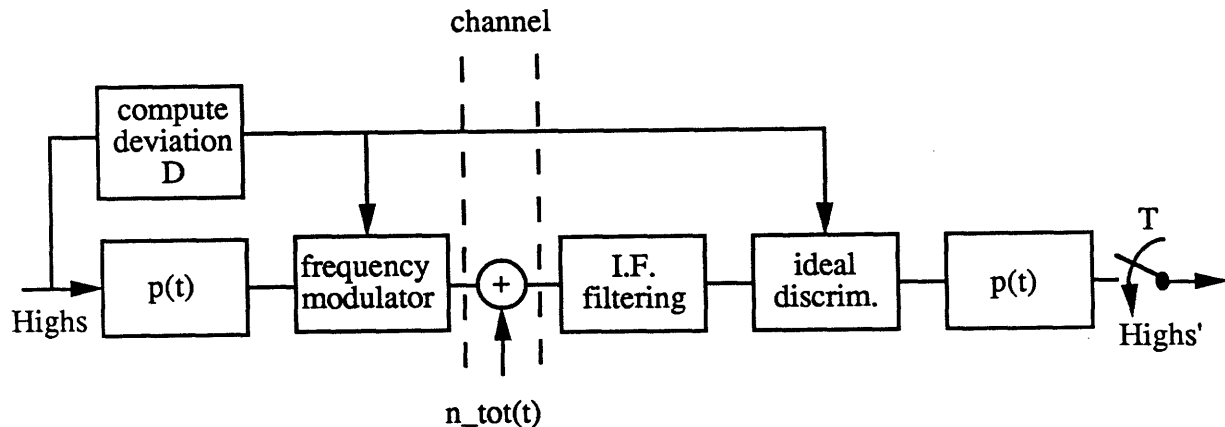 channel
compute
deviation
D
Highs
p(t)
frequency
modulator
+
n_tot(t)
I.F.
filtering
ideal
discrim.
p(t)
T
Highs'